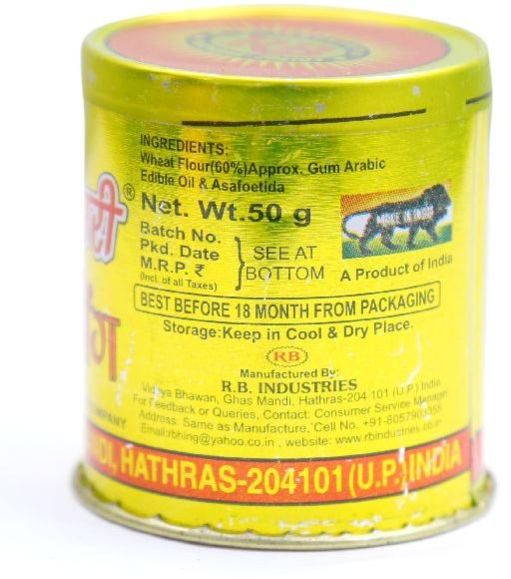 INGREDIENTS:
Wheat Flour(60%)Approx. Gum Arabic
Edible Oil & Asafoetida
®
Net. Wt.50 g
Batch No.
Pkd. Date
M.R.P. ₹
(Incl. of all Taxes)
SEE AT
BOTTOM
MAKE IN INDIA
A Product of India
BEST BEFORE 18 MONTH FROM PACKAGING
Storage:Keep in Cool & Dry Place.
RB
Manufactured By:
R.B. INDUSTRIES
Bhawan, Ghas Mandi, Hathras-204 101 (U.P.) India
For Feedback or Queries, Contact: Consumer Service Manager
Address: Same as Manufacture, Cell No.
Email:rbhing@yahoo.co.in , website: www.rbindustries.co.in
HATHRAS-204101(U.P.)INDIA